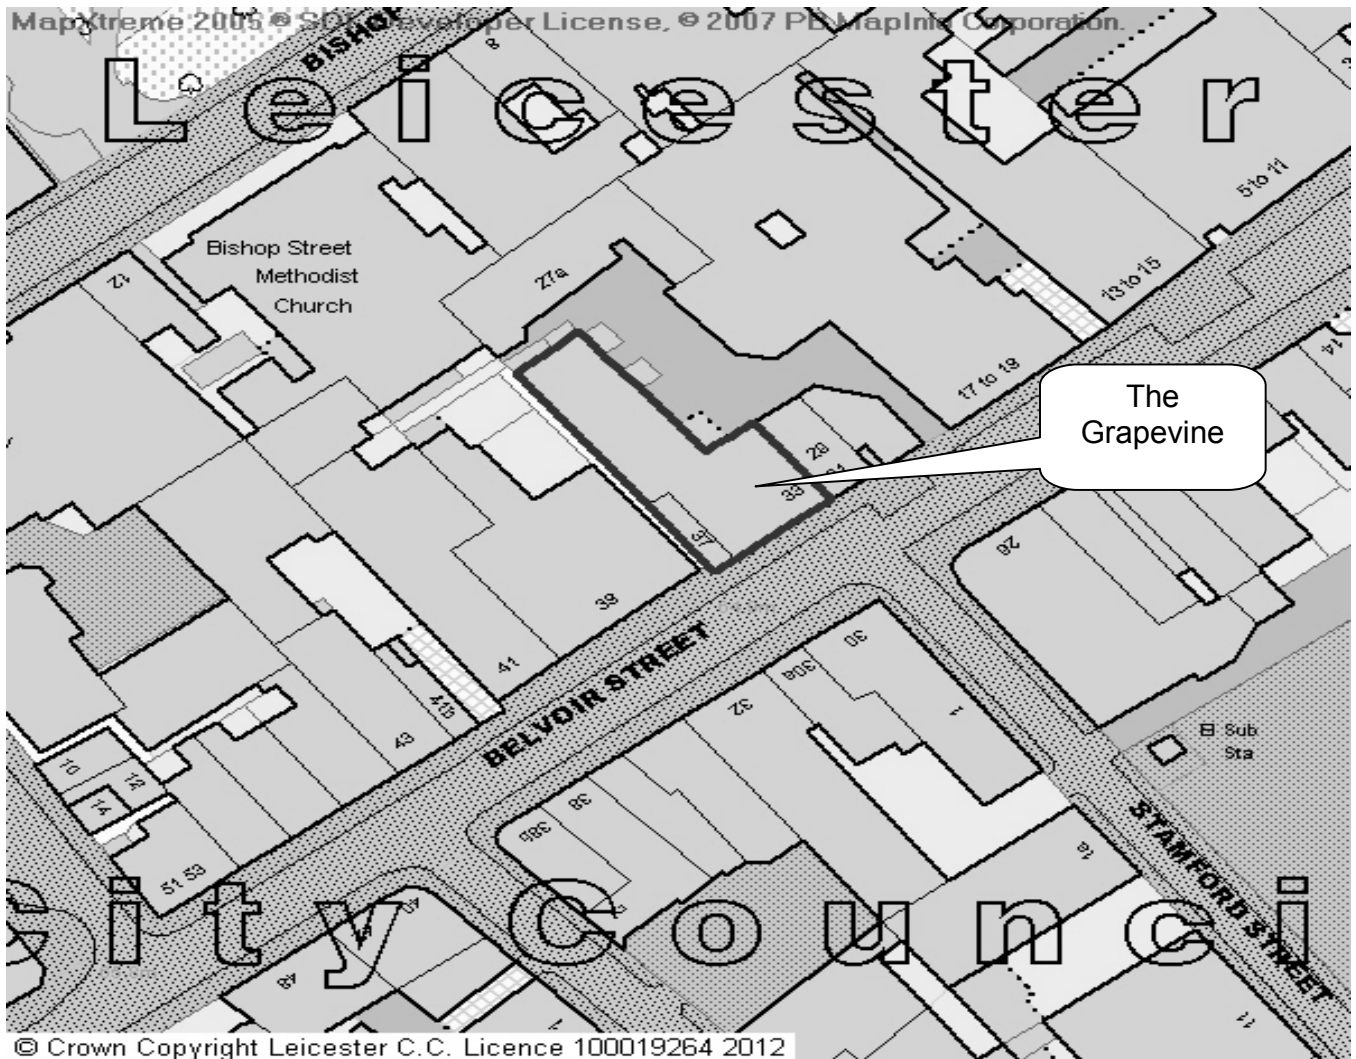 MapXtreme 2005 ® SDK Developer License, © 2007 PB MapInfo Corporation.
BISHOP
Leicester
8
5 to 11
Bishop Street
Methodist
Church
12
27a
13 to 15
17 to 19
14
The
Grapevine
29
33
37
26
39
41
41b
43
BELVOIR STREET
30
30a
32
1
38
38b
El Sub
Sta
1a
STAMFORD STREET
51 53
48
11
City Counci
© Crown Copyright Leicester C.C. Licence 100019264 2012